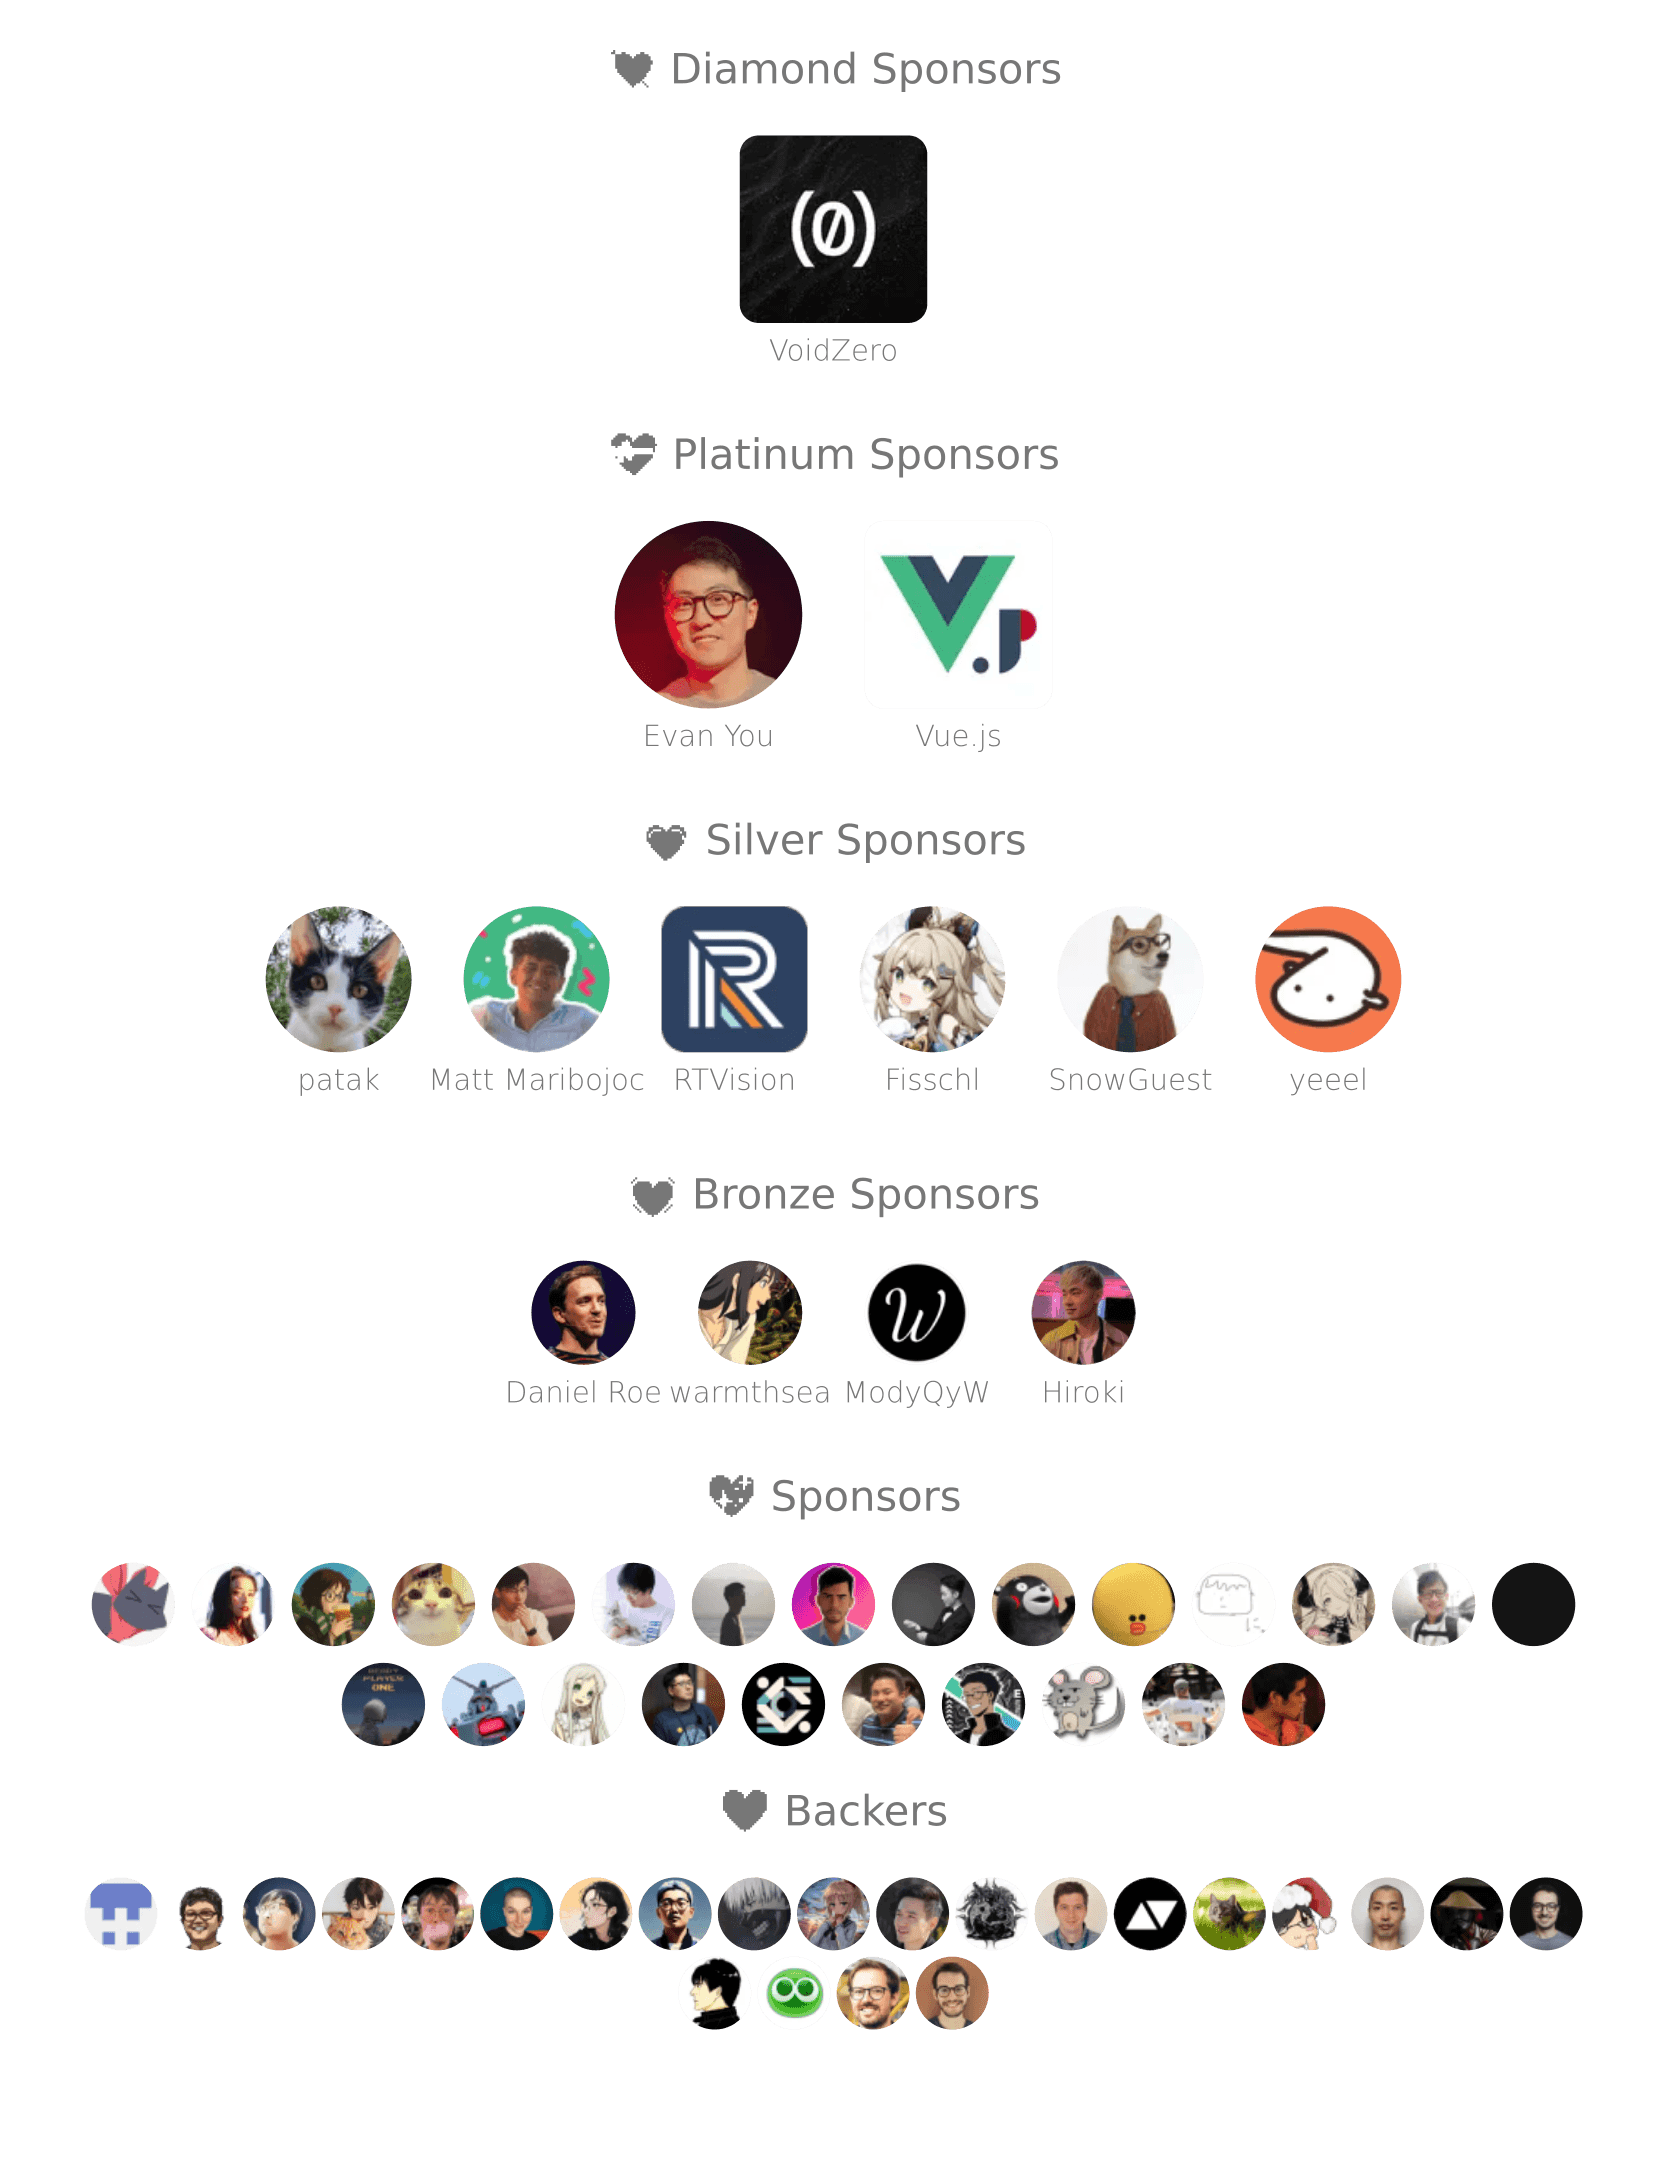 Diamond Sponsors
(0)
VoidZero
Platinum Sponsors
Evan You
Vue.js
Silver Sponsors
patak
Matt Maribojoc
RTVision
Fisschl
SnowGuest
yeeel
Bronze Sponsors
W
Daniel Roe
warmthsea
ModyQyW
Hiroki
Sponsors
READY
PLAYER
ONE
Backers